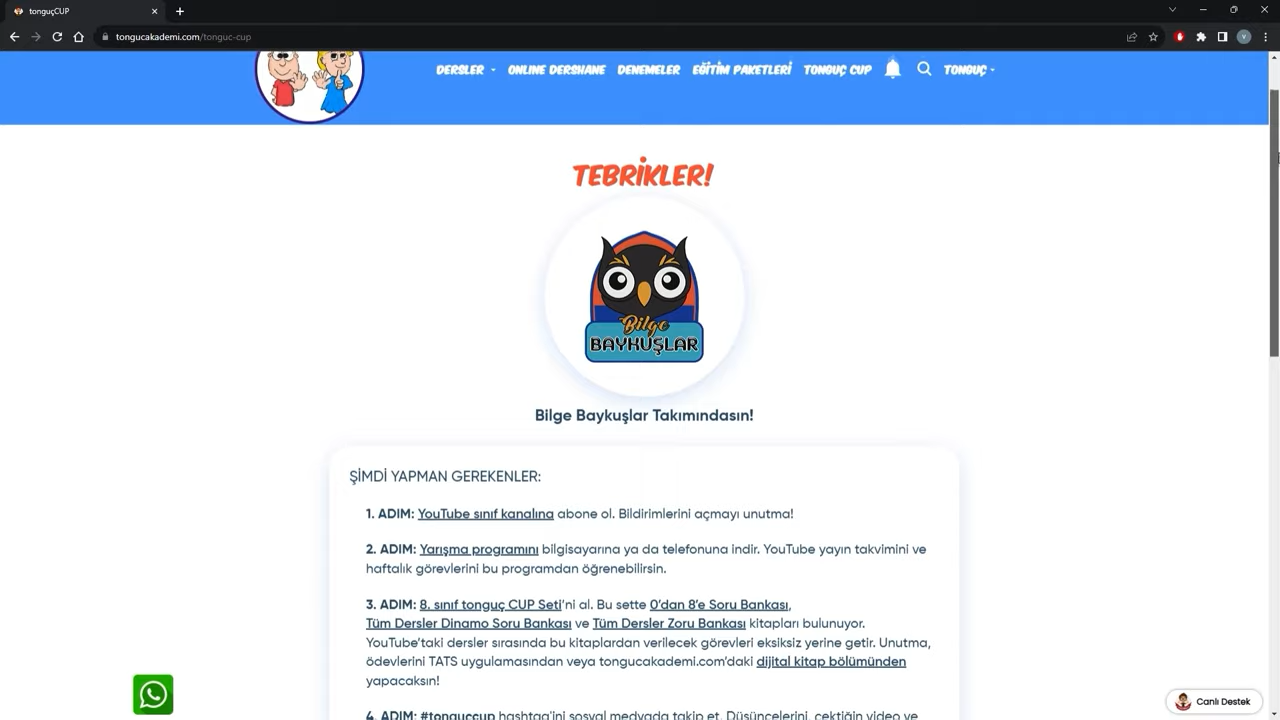 tonguçCUP
tongucakademi.com/tonguc-cup
V
DERSLER
ONLINE DERSHANE
DENEMELER
EĞİTİM PAKETLERİ
TONGUÇ CUP
TONGUÇ
TEBRİKLER!
Bilge
BAYKUŞLAR
Bilge Baykuşlar Takımındasın!
ŞİMDİ YAPMAN GEREKENLER:
1. ADIM: YouTube sınıf kanalına abone ol. Bildirimlerini açmayı unutma!
2. ADIM: Yarışma programını bilgisayarına ya da telefonuna indir. YouTube yayın takvimini ve
haftalık görevlerini bu programdan öğrenebilirsin.
3. ADIM: 8. sınıf tonguç CUP Seti'ni al. Bu sette 0'dan 8'e Soru Bankası,
Tüm Dersler Dinamo Soru Bankası ve Tüm Dersler Zoru Bankası kitapları bulunuyor.
YouTube'taki dersler sırasında bu kitaplardan verilecek görevleri eksiksiz yerine getir. Unutma,
ödevlerini TATS uygulamasından veya tongucakademi.com'daki dijital kitap bölümünden
yapacaksın!
4. ADIM: #tonguccup hashtag'ini sosyal medyada takip et. Düşüncelerini, çektiğin video ve
Canlı Destek